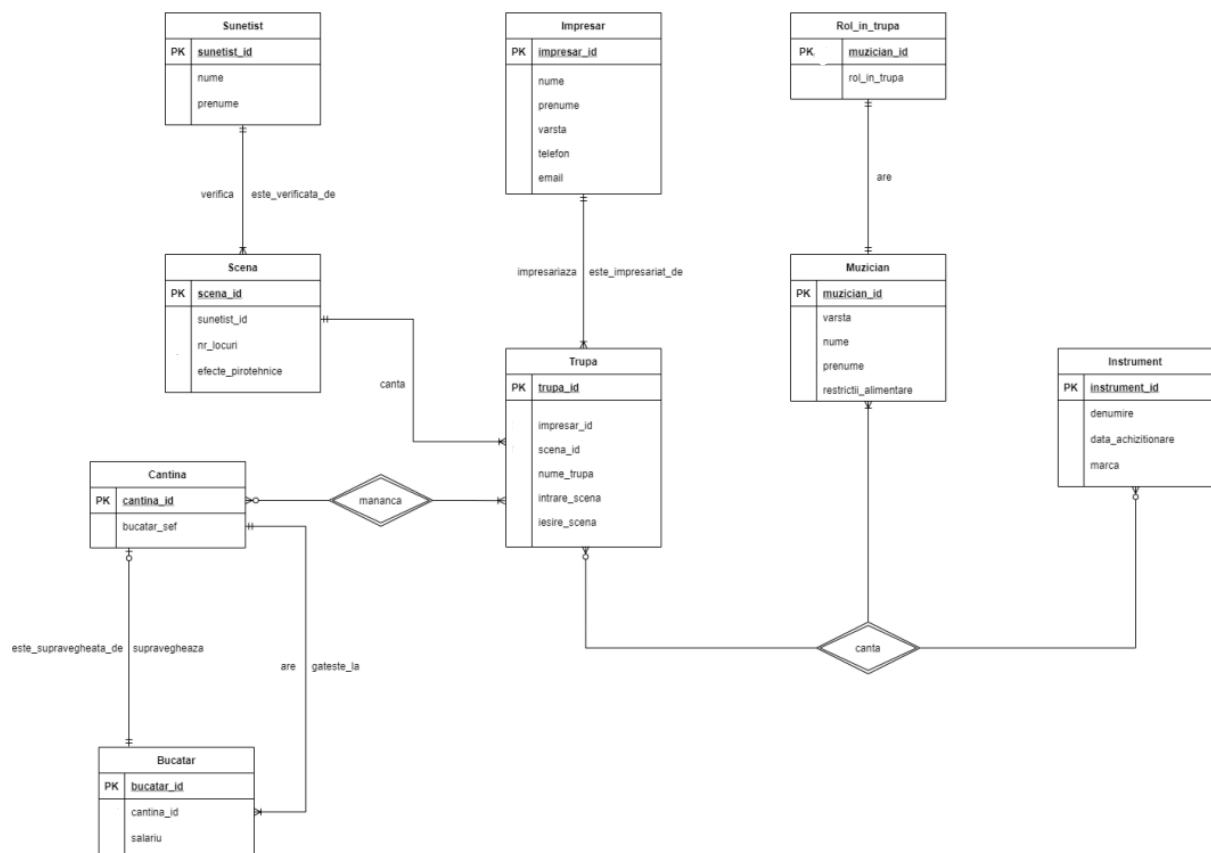 Sunetist
PK sunetist_id
nume
prenume
Impresar
PK impresar_id
nume
prenume
varsta
telefon
email
Rol_in_trupa
PK muzician_id
rol_in_trupa
verifica este_verificata_de
impresariaza este_impresariat_de
are
Scena
PK scena_id
sunetist_id
nr_locuri
efecte_pirotehnice
canta
Trupa
PK trupa_id
impresar_id
scena_id
nume_trupa
intrare_scena
iesire_scena
Muzician
PK muzician_id
varsta
nume
prenume
restrictii_alimentare
Instrument
PK instrument_id
denumire
data_achizitionare
marca
Cantina
PK cantina_id
bucatar_sef
mananca
canta
este_supravegheata_de supravegheaza
are gateste_la
Bucatar
PK bucatar_id
cantina_id
salariu